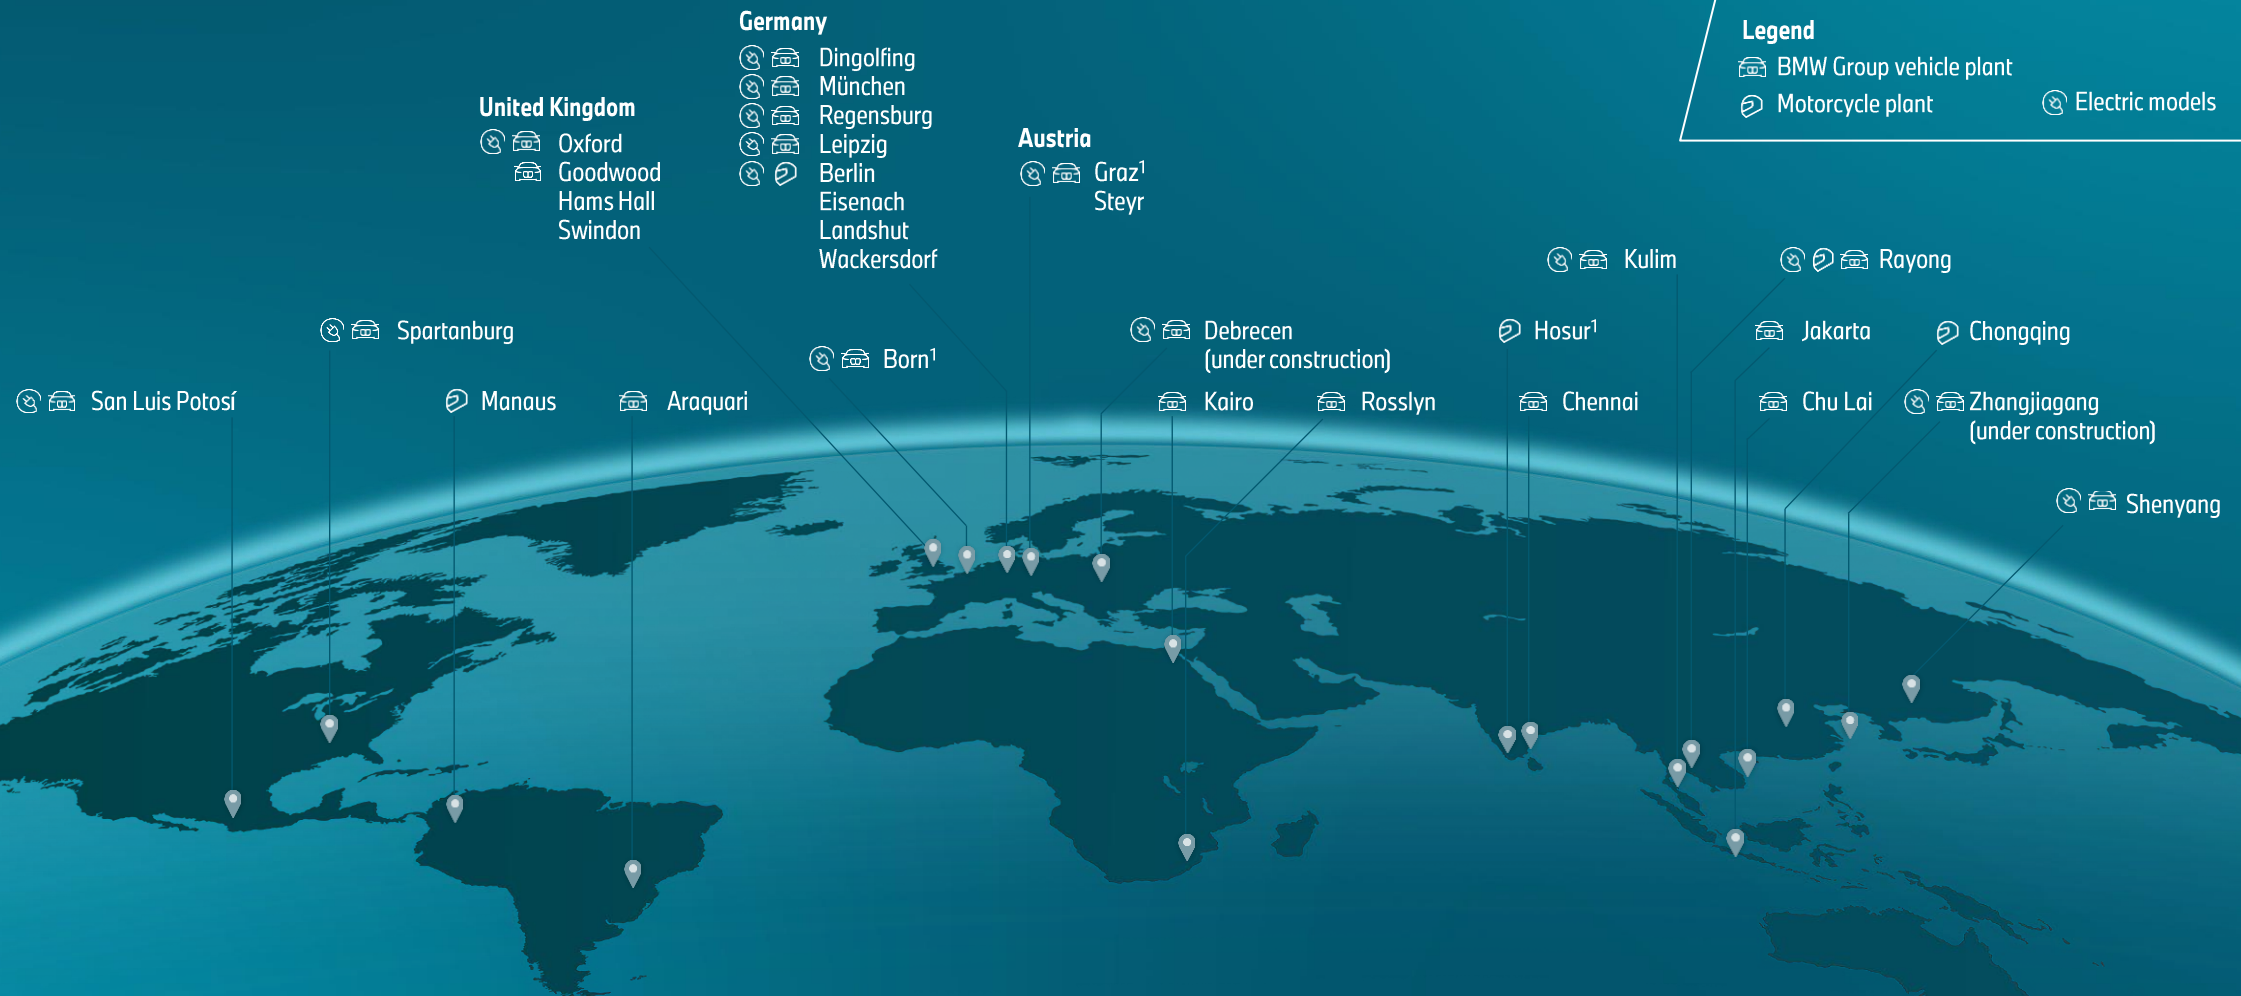 Germany
Dingolfing
München
Regensburg
Leipzig
Berlin
Eisenach
Landshut
Wackersdorf
United Kingdom
Oxford
Goodwood
Hams Hall
Swindon
Austria
Graz¹
Steyr
Legend
BMW Group vehicle plant
Motorcycle plant
Electric models
Kulim
Rayong
Spartanburg
Born¹
Debrecen
(under construction)
Hosur¹
Jakarta
Chongqing
San Luis Potosí
Manaus
Araquari
Kairo
Rosslyn
Chennai
Chu Lai
Zhangjiagang
(under construction)
Shenyang